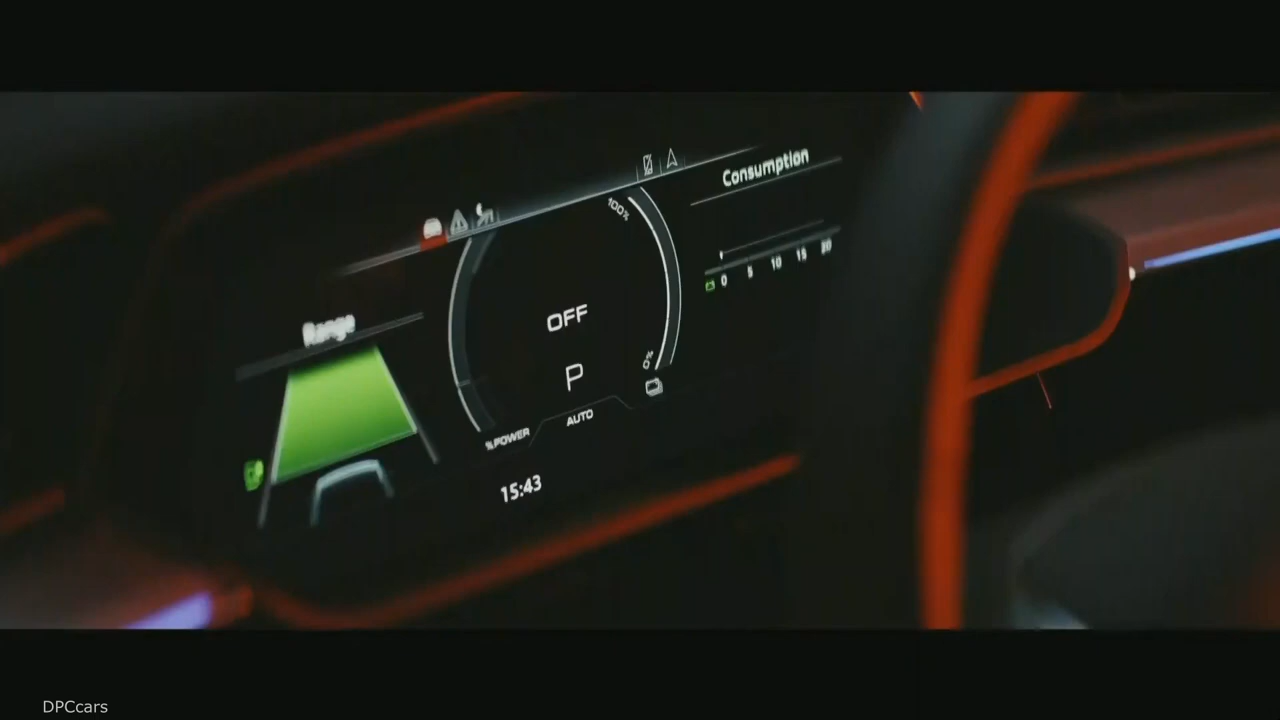 Consumption
100%
0 5 10 15 20
Range
OFF
P
0%
AUTO
%POWER
15:43
DPCcars